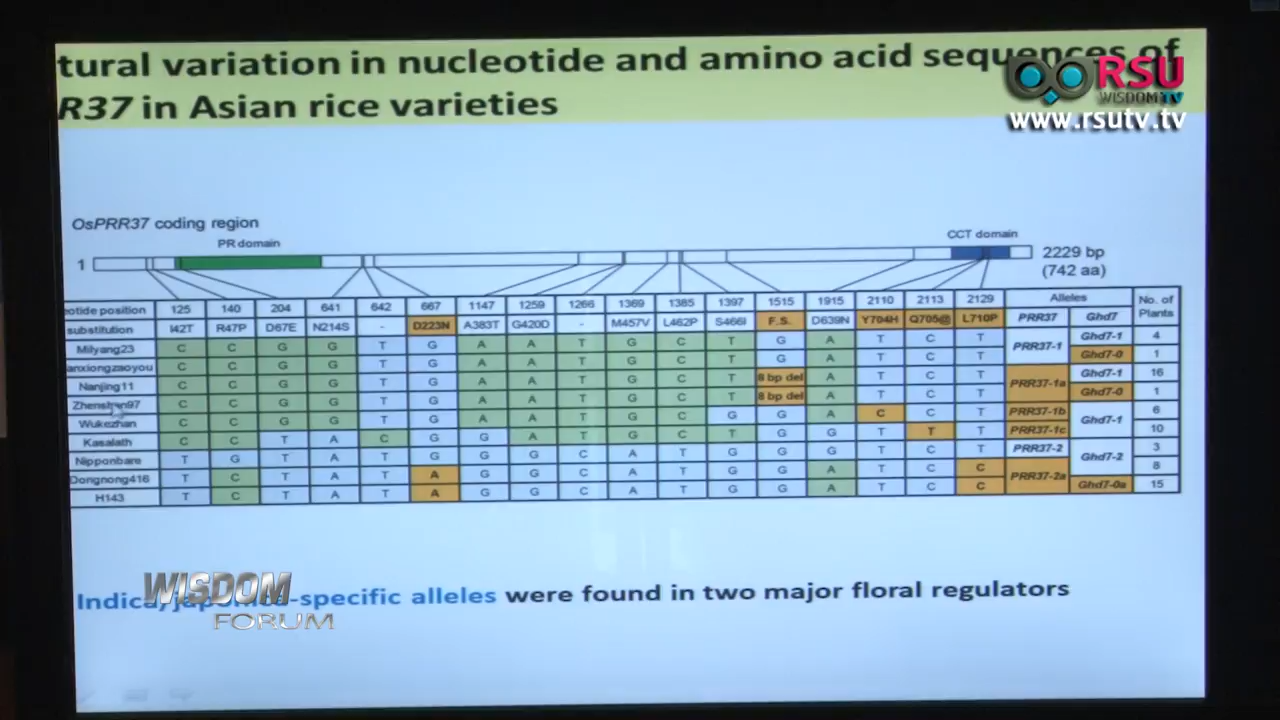 tural variation in nucleotide and amino acid sequences of
R37 in Asian rice varieties
RSU
WISDOM TV
www.rsutv.tv
OsPRR37 coding region
PR domain
CCT domain
1
2229 bp
(742 aa)
otide position 125 140 204 641 642 667 1147 1259 1266 1369 1385 1397 1515 1915 2110 2113 2129 Alleles No. of Plants
substitution I42T R47P D67E N214S - D223N A383T G420D - M457V L462P S466I F.S. D639N Y704H Q705@ L710P PRR37 Ghd7
Milyang23 C C G G T G A A T G C T G A T C T PRR37-1 Ghd7-1 4
anxiongzaoyou C C G G T G A A T G C T G A T C T Ghd7-0 1
Nanjing11 C C G G T G A A T G C T 8 bp del A T C T PRR37-1a Ghd7-1 16
Zhenshan97 C C G G T G A A T G C T 8 bp del A T C T Ghd7-0 1
Wukezhan C C G G T G A A T G C G G A C C T PRR37-1b Ghd7-1 6
Kasalath C C T A C G G A T G C T G G T T T PRR37-1c 10
Nipponbare T G T A T G G G C A T G G G T C T PRR37-2 Ghd7-2 3
Dongnong416 T C T A T A G G C A T G G A T C C PRR37-2a 8
H143 T C T A T A G G C A T G G A T C C Ghd7-0a 15
Indica/japonica-specific alleles were found in two major floral regulators
WISDOM
FORUM